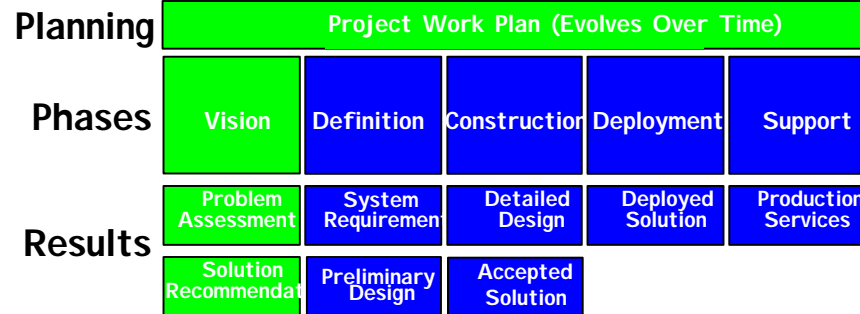 Planning
Project Work Plan (Evolves Over Time)
Phases
Vision
Definition
Construction
Deployment
Support
Results
Problem
Assessment
System
Requirement
Detailed
Design
Deployed
Solution
Production
Services
Solution
Recommendat
Preliminary
Design
Accepted
Solution